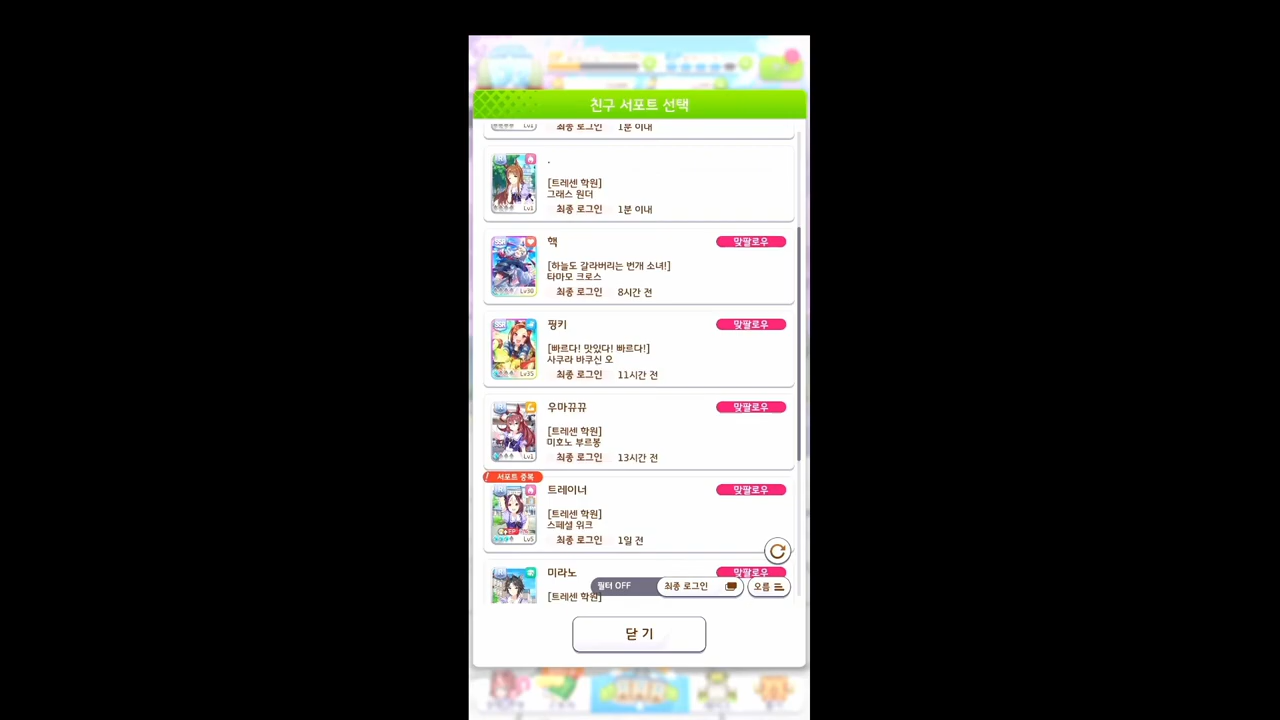 친구 서포트 선택
Lv1
최종 로그인 1분 이내
.
[트레센 학원]
그래스 원더
Lv1
최종 로그인 1분 이내
SSR
핵
맞팔로우
[하늘도 갈라버리는 번개 소녀!]
타마모 크로스
Lv30
최종 로그인 8시간 전
SSR
핑키
맞팔로우
[빠르다! 맛있다! 빠르다!]
사쿠라 바쿠신 오
Lv35
최종 로그인 11시간 전
R
우마뀨뀨
맞팔로우
[트레센 학원]
미호노 부르봉
Lv1
최종 로그인 13시간 전
! 서포트 중복
R
트레이너
맞팔로우
[트레센 학원]
스페셜 위크
Lv5
최종 로그인 1일 전
R
미라노
맞팔로우
필터 OFF 최종 로그인 오름
[트레센 학원]
닫기